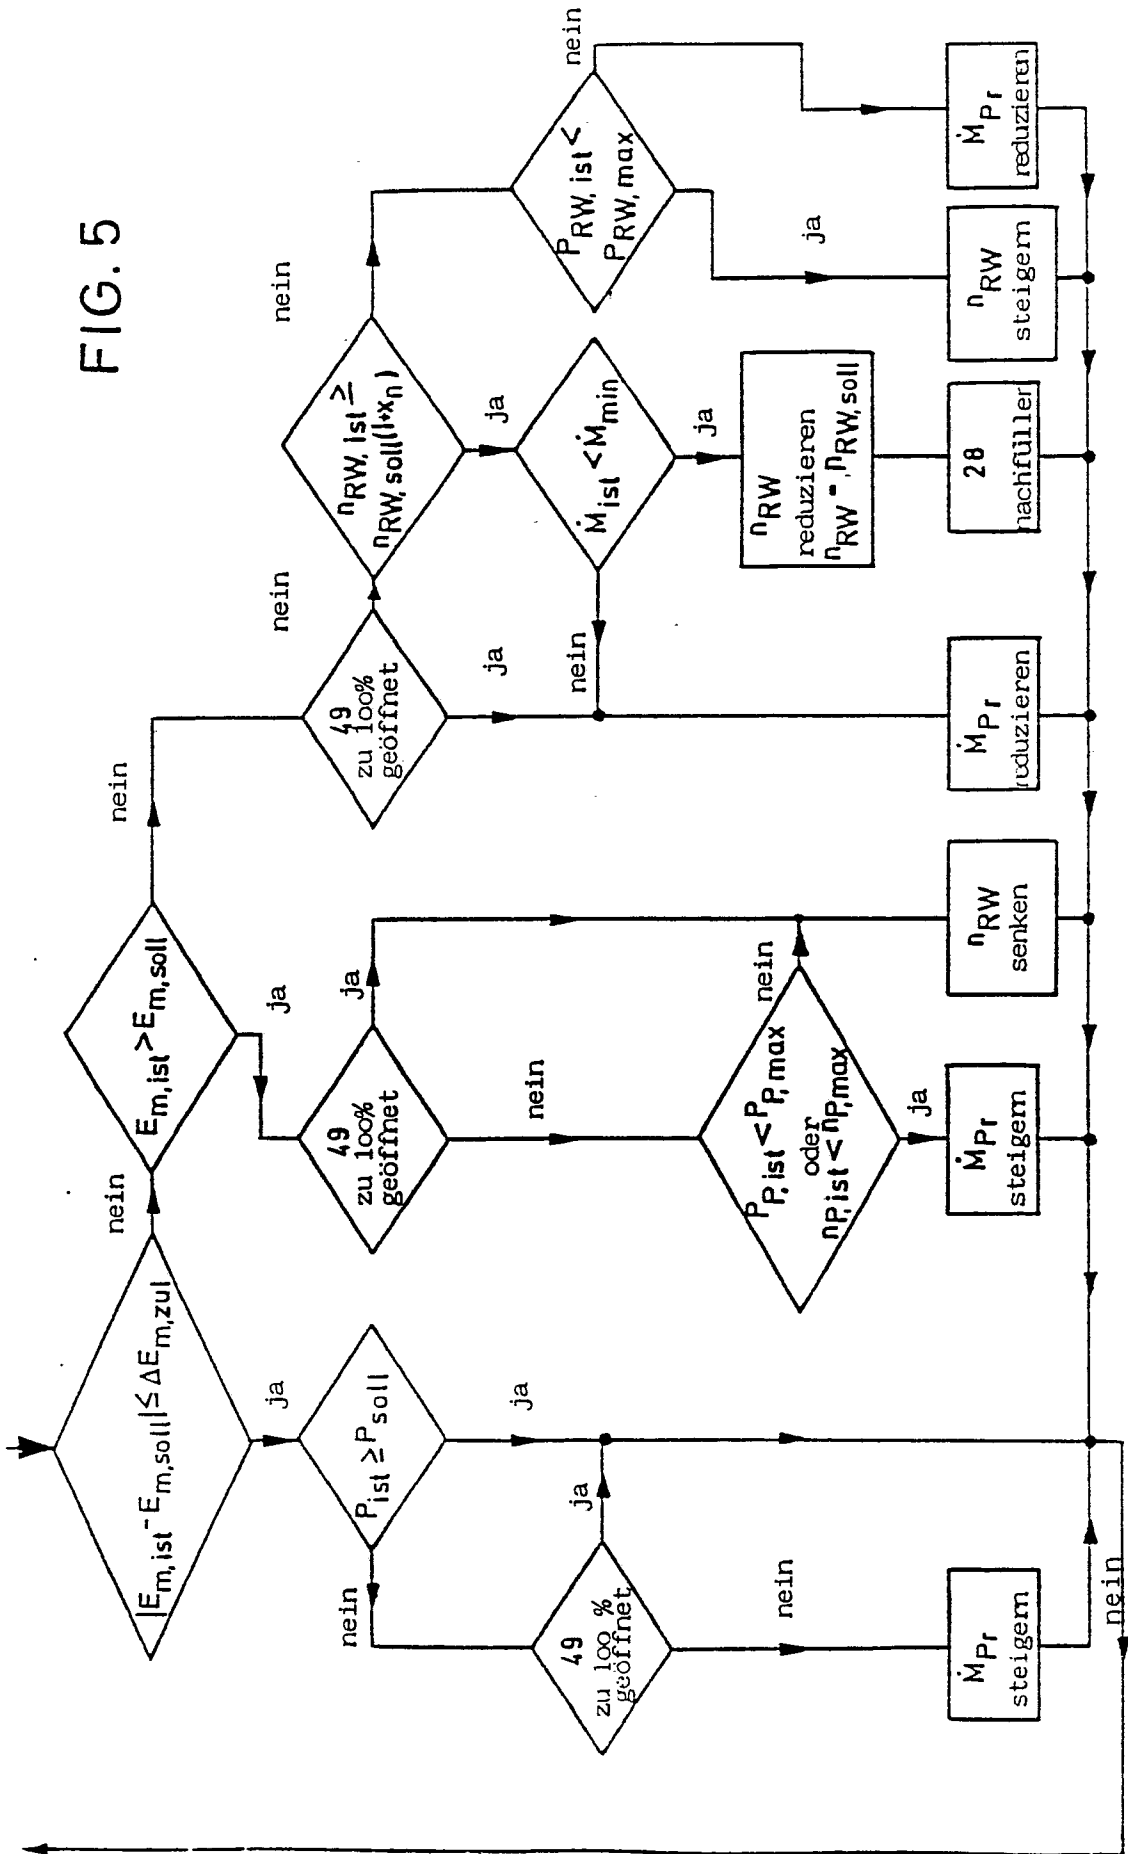 FIG. 5
|E_m,ist - E_m,soll| ≤ ΔE_m,zul
nein
ja
E_m,ist > E_m,soll
nein
ja
P_ist ≥ P_soll
nein
ja
49
zu 100 %
geöffnet
ja
nein
Ṁ_Pr
steigern
49
zu 100%
geöffnet
ja
nein
P_P,ist < P_P,max
oder
n_P,ist < n_P,max
nein
ja
Ṁ_Pr
steigern
n_RW
senken
49
zu 100%
geöffnet
nein
ja
n_RW,ist ≥
n_RW,soll(1+x_n)
nein
ja
Ṁ_ist < Ṁ_min
nein
ja
Ṁ_Pr
reduzieren
n_RW
reduzieren
n_RW = n_RW,soll
28
nachfüller
P_RW,ist <
P_RW,max
nein
ja
n_RW
steigern
Ṁ_Pr
reduzieren
nein